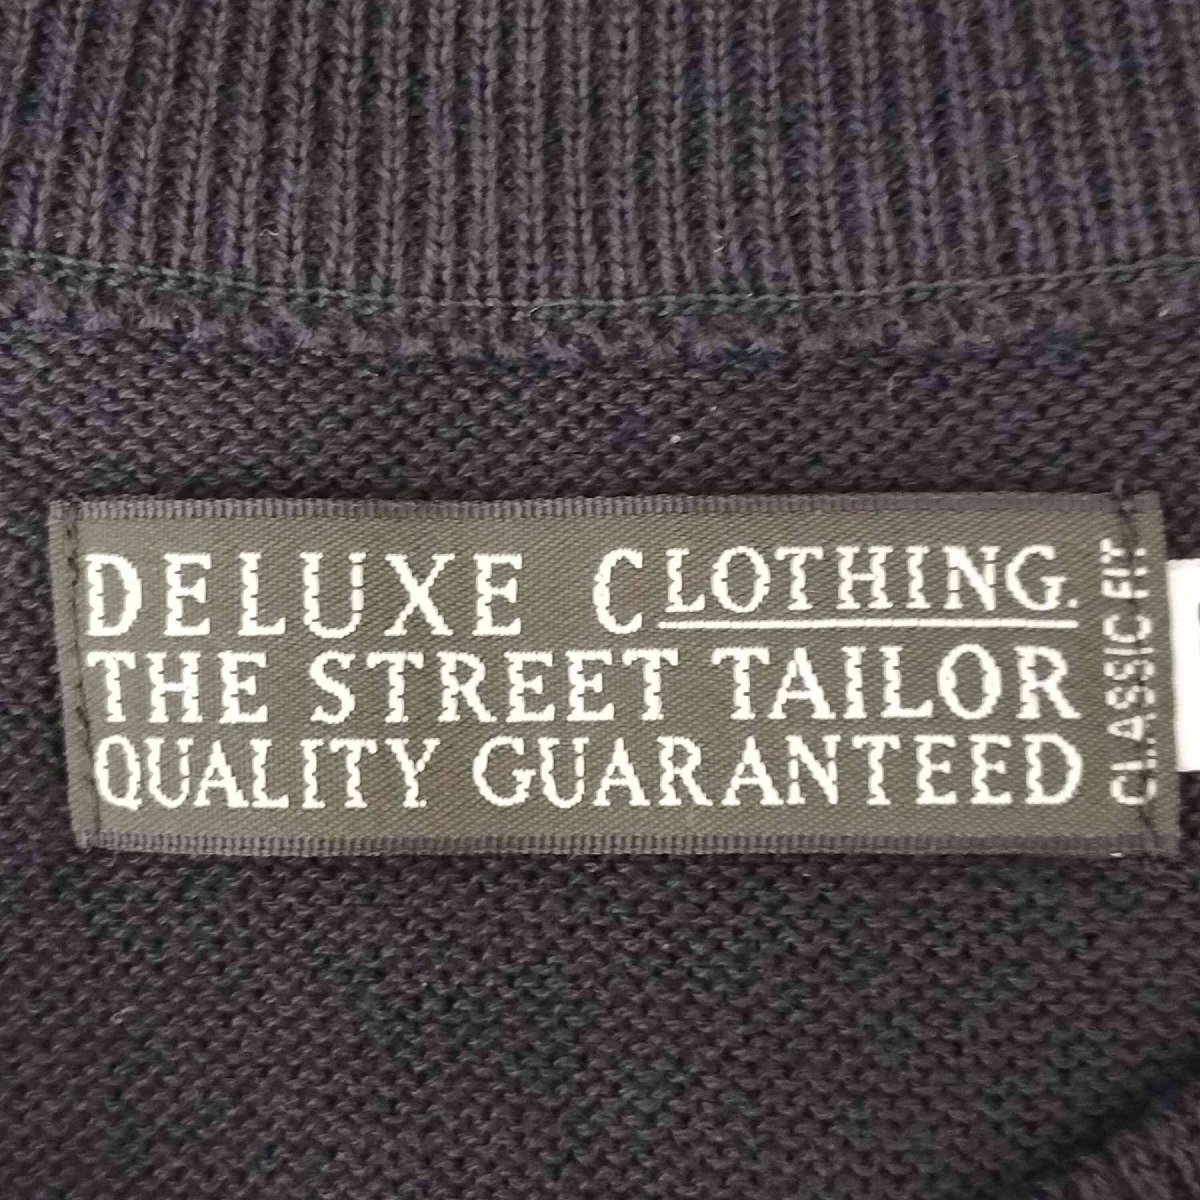 DELUXE CLOTHING.
THE STREET TAILOR
QUALITY GUARANTEED
CLASSIC FIT